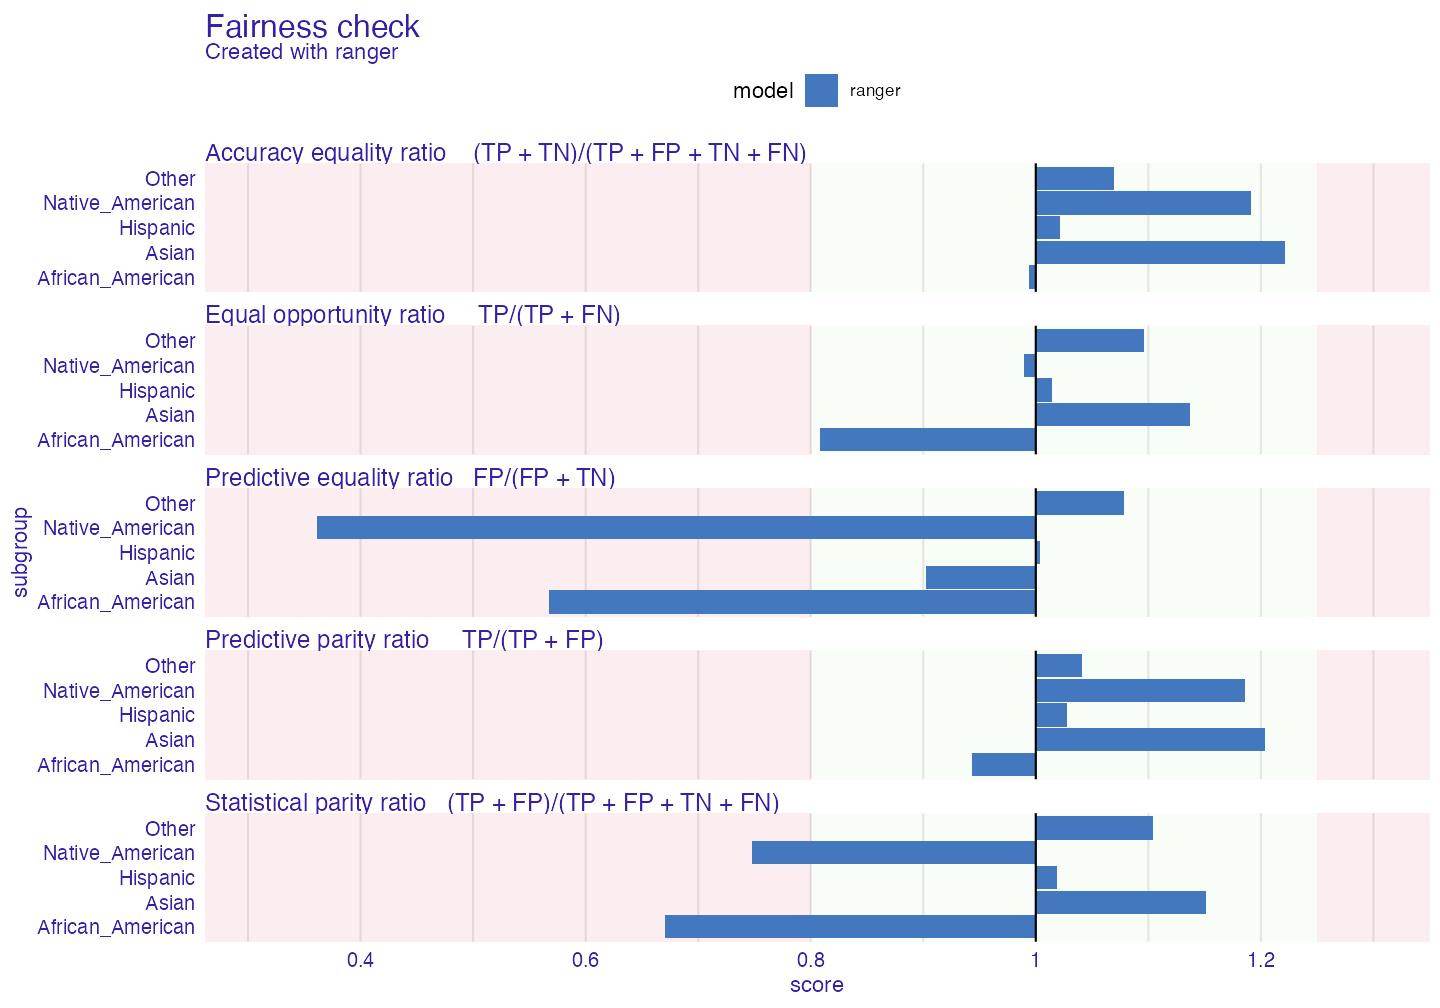 Fairness check
Created with ranger
model ranger
Accuracy equality ratio (TP + TN)/(TP + FP + TN + FN)
Other
Native_American
Hispanic
Asian
African_American
Equal opportunity ratio TP/(TP + FN)
Other
Native_American
Hispanic
Asian
African_American
Predictive equality ratio FP/(FP + TN)
Other
Native_American
Hispanic
Asian
African_American
Predictive parity ratio TP/(TP + FP)
Other
Native_American
Hispanic
Asian
African_American
Statistical parity ratio (TP + FP)/(TP + FP + TN + FN)
Other
Native_American
Hispanic
Asian
African_American
subgroup
0.4 0.6 0.8 1 1.2
score